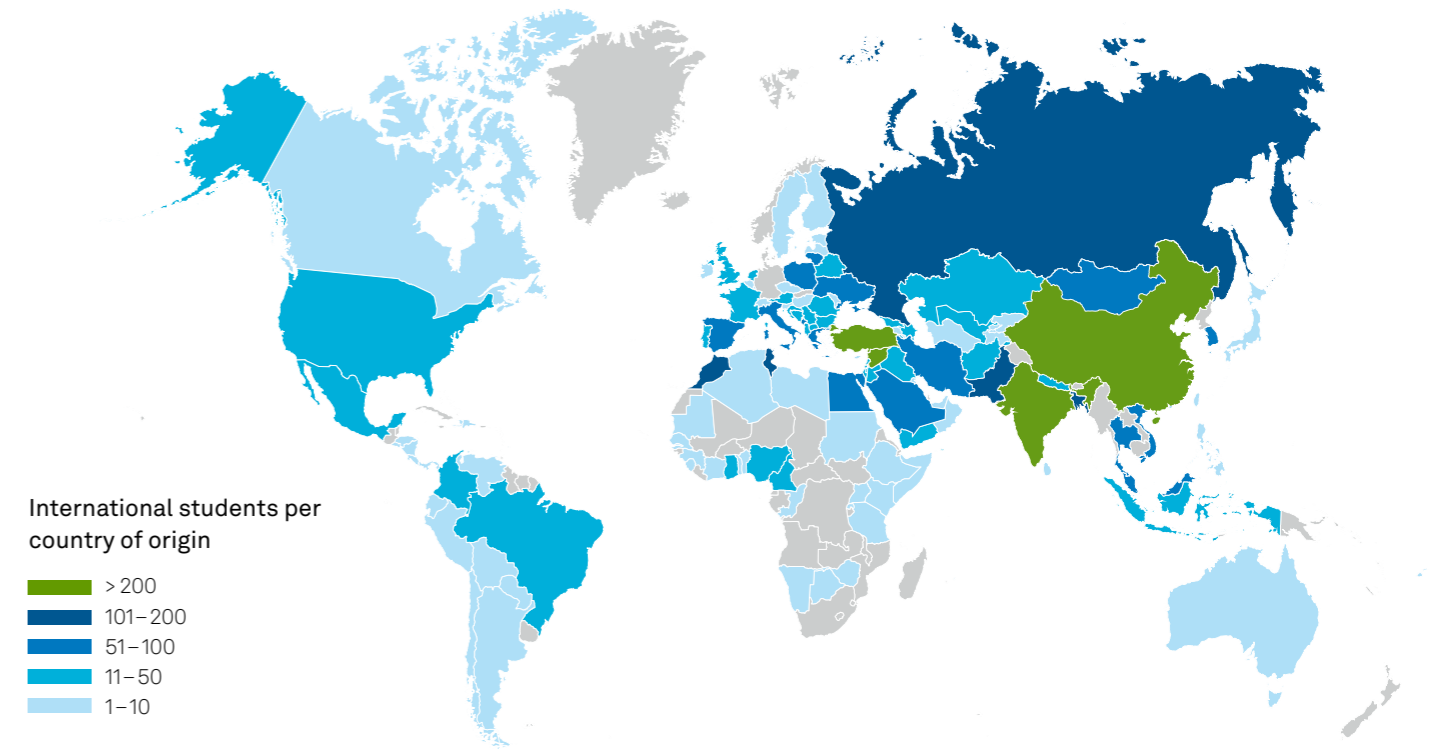 International students per
country of origin
> 200
101–200
51–100
11–50
1–10